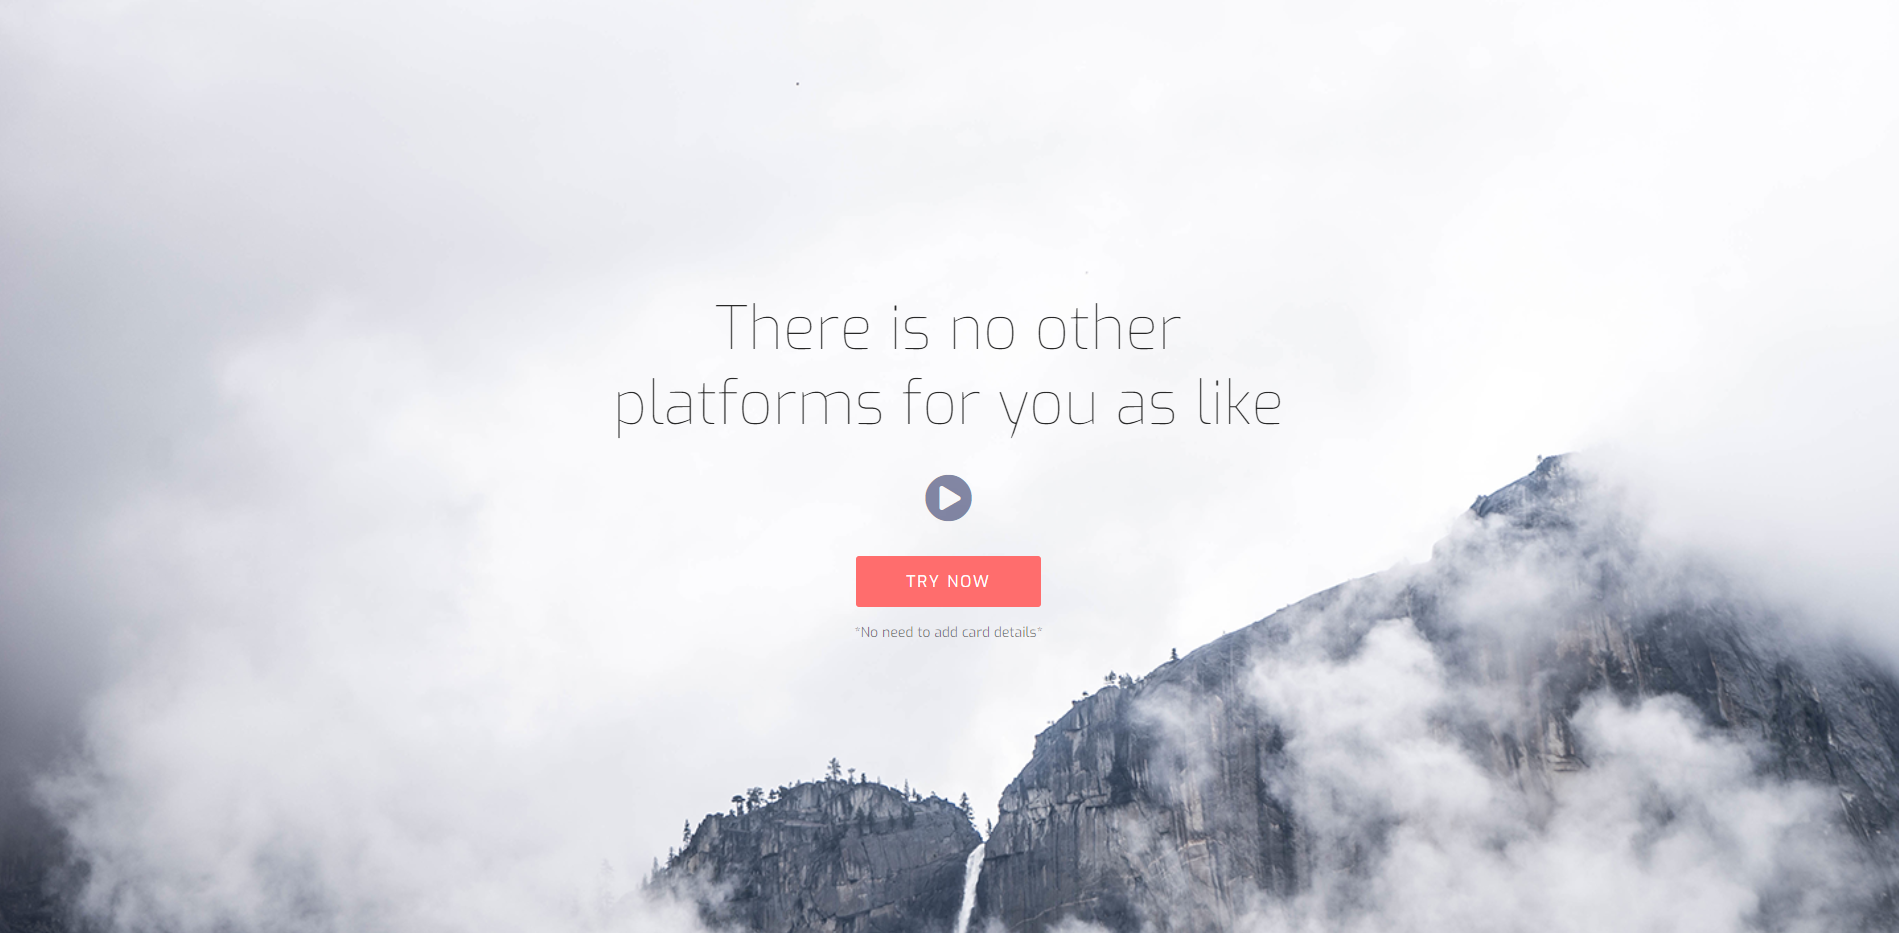 There is no other
platforms for you as like
TRY NOW
*No need to add card details*